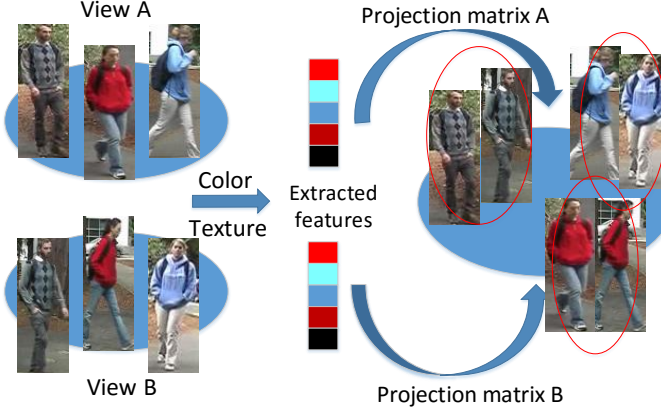 View A
Projection matrix A
Color
Texture
Extracted
features
View B
Projection matrix B